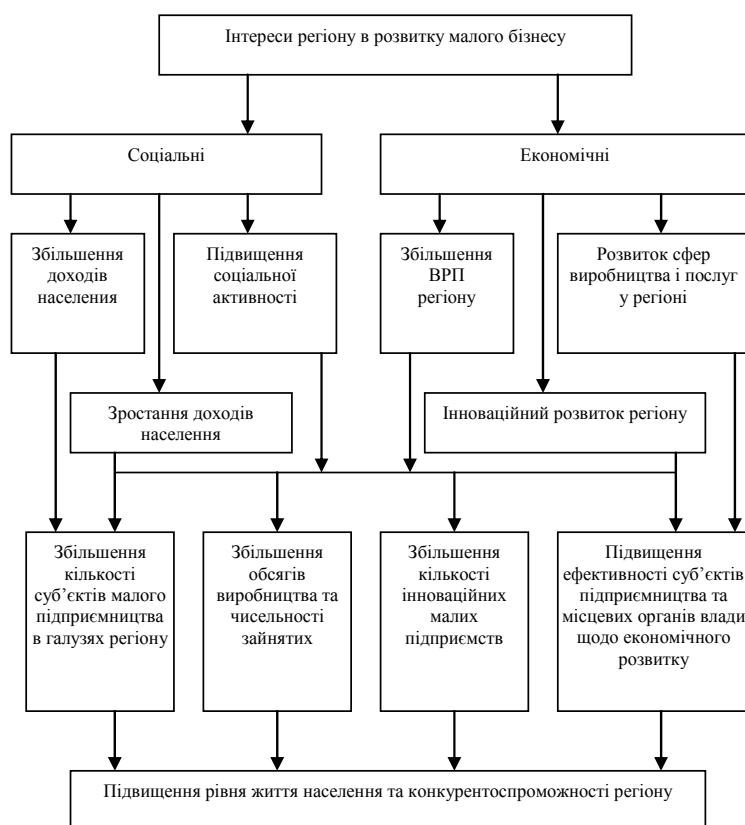 Інтереси регіону в розвитку малого бізнесу
Соціальні
Економічні
Збільшення
доходів
населення
Підвищення
соціальної
активності
Збільшення
ВРП
регіону
Розвиток сфер
виробництва і послуг
у регіоні
Зростання доходів
населення
Інноваційний розвиток регіону
Збільшення
кількості
суб’єктів малого
підприємництва
в галузях регіону
Збільшення
обсягів
виробництва та
чисельності
зайнятих
Збільшення
кількості
інноваційних
малих
підприємств
Підвищення
ефективності суб’єктів
підприємництва та
місцевих органів влади
щодо економічного
розвитку
Підвищення рівня життя населення та конкурентоспроможності регіону